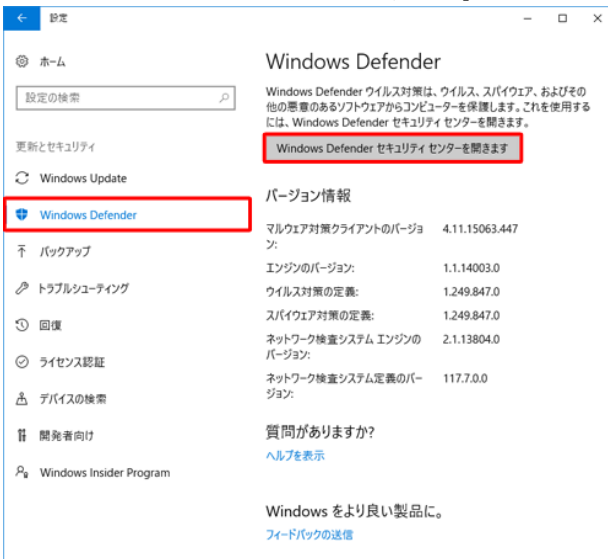 設定
ホーム
設定の検索
更新とセキュリティ
Windows Update
Windows Defender
バックアップ
トラブルシューティング
回復
ライセンス認証
デバイスの検索
開発者向け
Windows Insider Program
Windows Defender
Windows Defender ウイルス対策は、ウイルス、スパイウェア、およびその
他の悪意のあるソフトウェアからコンピューターを保護します。これを使用する
には、Windows Defender セキュリティ センターを開きます。
Windows Defender セキュリティ センターを開きます
バージョン情報
マルウェア対策クライアントのバージョ 4.11.15063.447
ン:
エンジンのバージョン: 1.1.14003.0
ウイルス対策の定義: 1.249.847.0
スパイウェア対策の定義: 1.249.847.0
ネットワーク検査システム エンジンの 2.1.13804.0
バージョン:
ネットワーク検査システム定義のバー 117.7.0.0
ジョン:
質問がありますか?
ヘルプを表示
Windows をより良い製品に。
フィードバックの送信